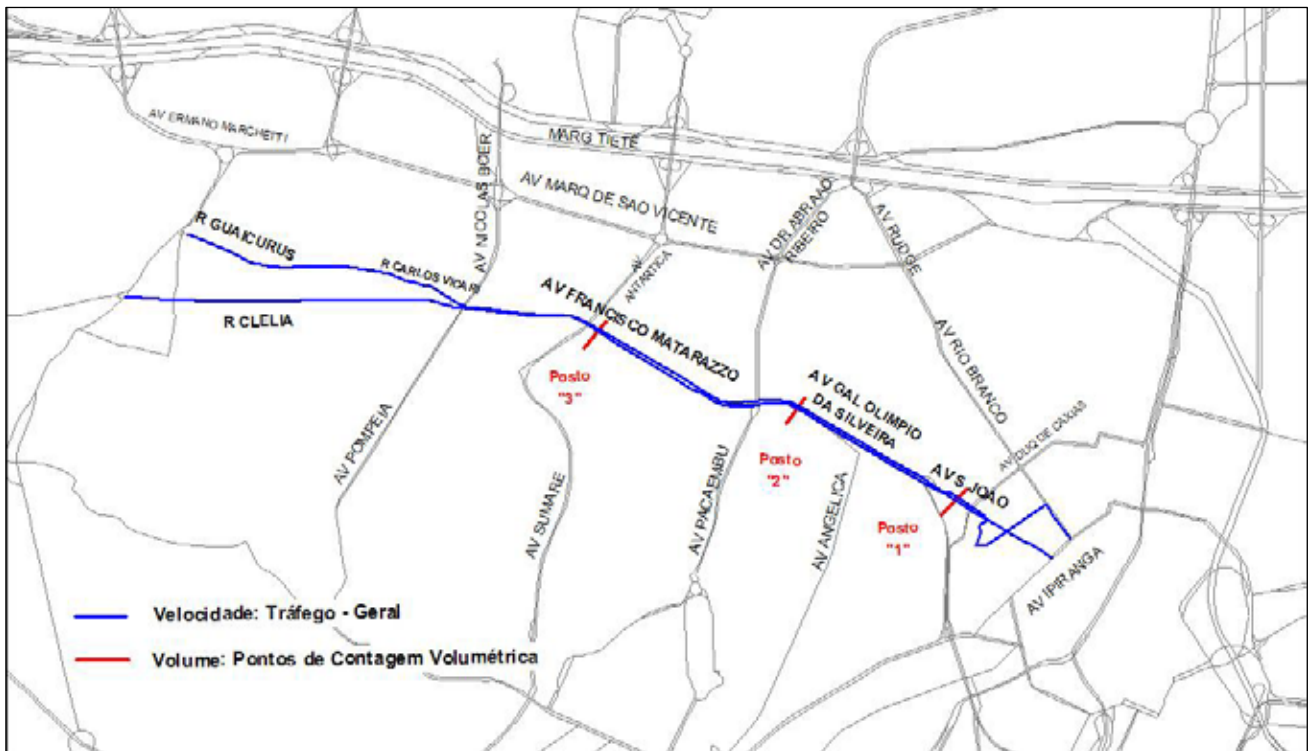 AV ERMANO MARCHETTI
MARG TIETÊ
AV NICOLAS BOER
AV MARQ DE SAO VICENTE
AV DR ABRAAO
RIBEIRO
AV RUDGE
R GUAICURUS
R CARLOS VICARI
AV
ANTARTICA
R CLELIA
AV FRANCISCO MATARAZZO
AV RIO BRANCO
Posto
"3"
AV GAL OLIMPIO
DA SILVEIRA
AV DUQ DE CAXIAS
AV POMPEIA
Posto
"2"
AV S. JOAO
AV SUMARE
AV PACAEMBU
AV ANGELICA
Posto
"1"
AV IPIRANGA
Velocidade: Tráfego - Geral
Volume: Pontos de Contagem Volumétrica